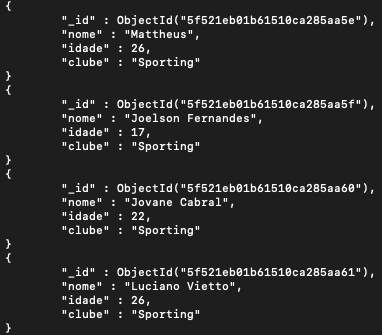 {
"_id" : ObjectId("5f521eb01b61510ca285aa5e"),
"nome" : "Mattheus",
"idade" : 26,
"clube" : "Sporting"
}
{
"_id" : ObjectId("5f521eb01b61510ca285aa5f"),
"nome" : "Joelson Fernandes",
"idade" : 17,
"clube" : "Sporting"
}
{
"_id" : ObjectId("5f521eb01b61510ca285aa60"),
"nome" : "Jovane Cabral",
"idade" : 22,
"clube" : "Sporting"
}
{
"_id" : ObjectId("5f521eb01b61510ca285aa61"),
"nome" : "Luciano Vietto",
"idade" : 26,
"clube" : "Sporting"
}